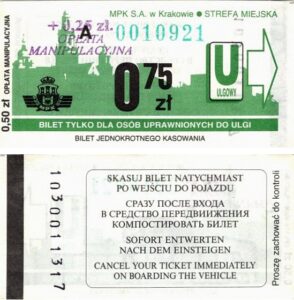 MPK S.A. w Krakowie ● STREFA MIEJSKA
+ 0,25 zł.
OPŁATA
MANIPULACYJNA
A
0010921
0,50 zł OPŁATA MANIPULACYJNA
0 75
zł
U
ULGOWY
BILET TYLKO DLA OSÓB UPRAWNIONYCH DO ULGI
BILET JEDNOKROTNEGO KASOWANIA
1030011317
SKASUJ BILET NATYCHMIAST
PO WEJŚCIU DO POJAZDU
СРАЗУ ПОСЛЕ ВХОДА
В СРЕДСТВО ПЕРЕДВИИЖЕНИЯ
КОМПОСТИРОВАТЬ БИЛЕТ
SOFORT ENTWERTEN
NACH DEM EINSTEIGEN
CANCEL YOUR TICKET IMMEDIATELY
ON BOARDING THE VEHICLE
Proszę zachować do kontroli